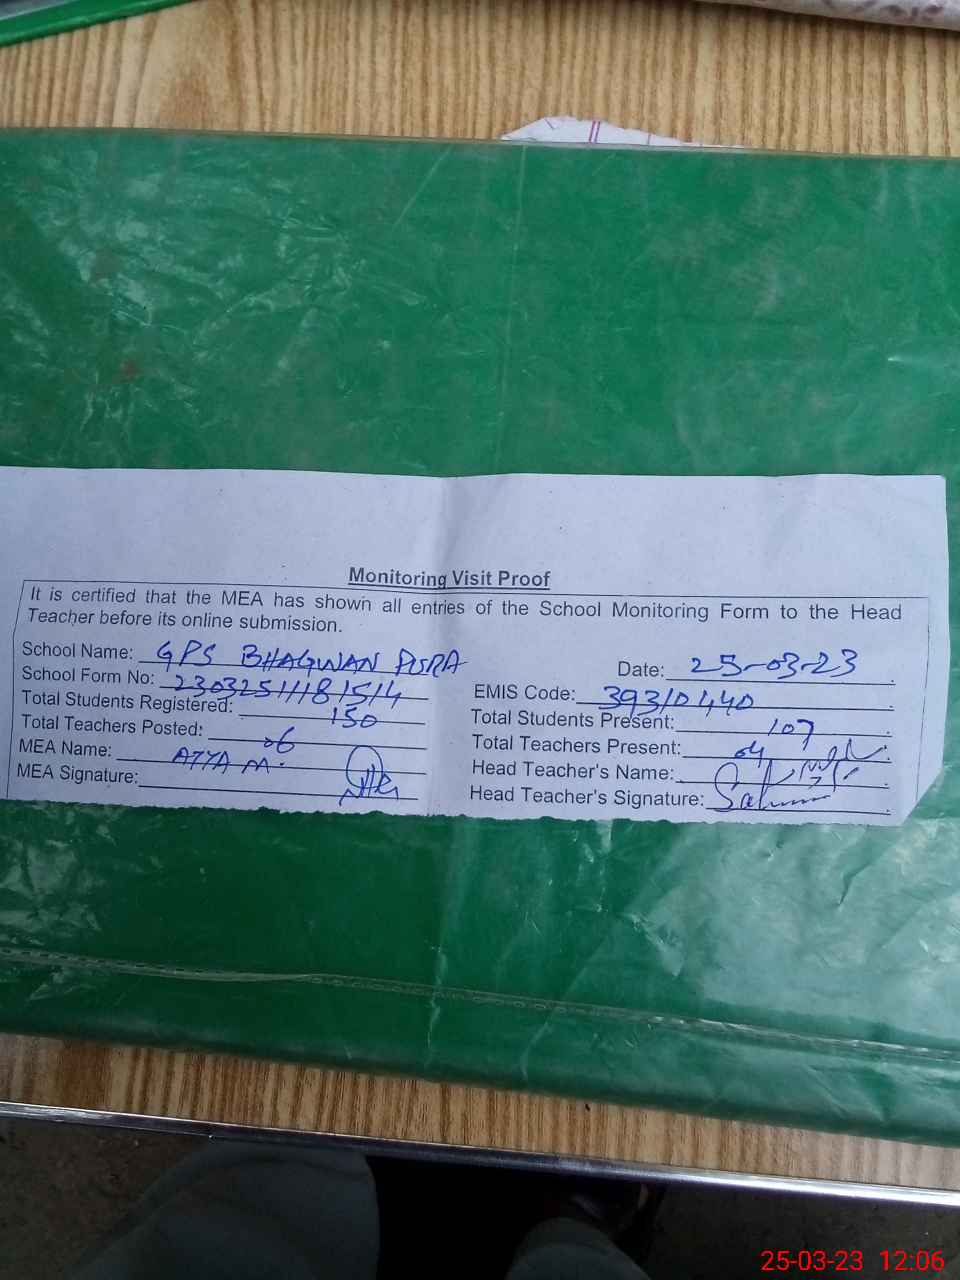 Monitoring Visit Proof
It is certified that the MEA has shown all entries of the School Monitoring Form to the Head
Teacher before its online submission.
School Name: GPS BHAGWAN PURA
Date: 25-03-23
School Form No:
EMIS Code: 39310440
Total Students Registered: 150
Total Students Present: 107
Total Teachers Posted: 06
Total Teachers Present: 04
MEA Name: ATTA M.
Head Teacher's Name:
MEA Signature:
Head Teacher's Signature:
25-03-23 12:06